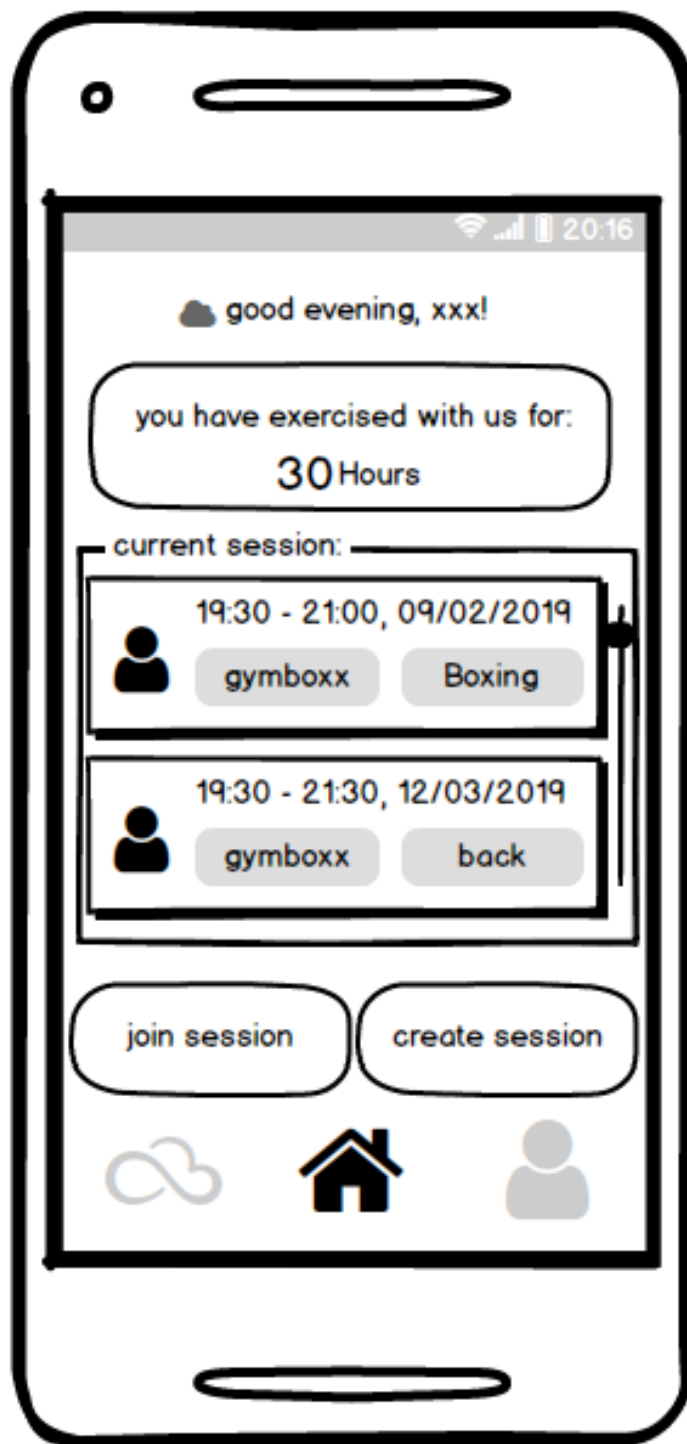 20:16
good evening, xxx!
you have exercised with us for:
30 Hours
current session:
19:30 - 21:00, 09/02/2019
gymboxx Boxing
19:30 - 21:30, 12/03/2019
gymboxx back
join session create session